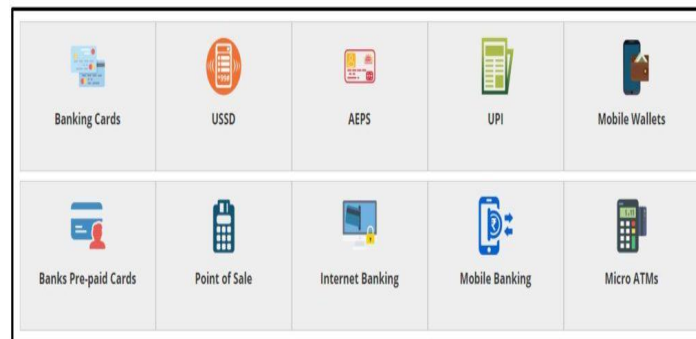 Banking Cards
USSD
AEPS
UPI
Mobile Wallets
Banks Pre-paid Cards
Point of Sale
Internet Banking
Mobile Banking
Micro ATMs